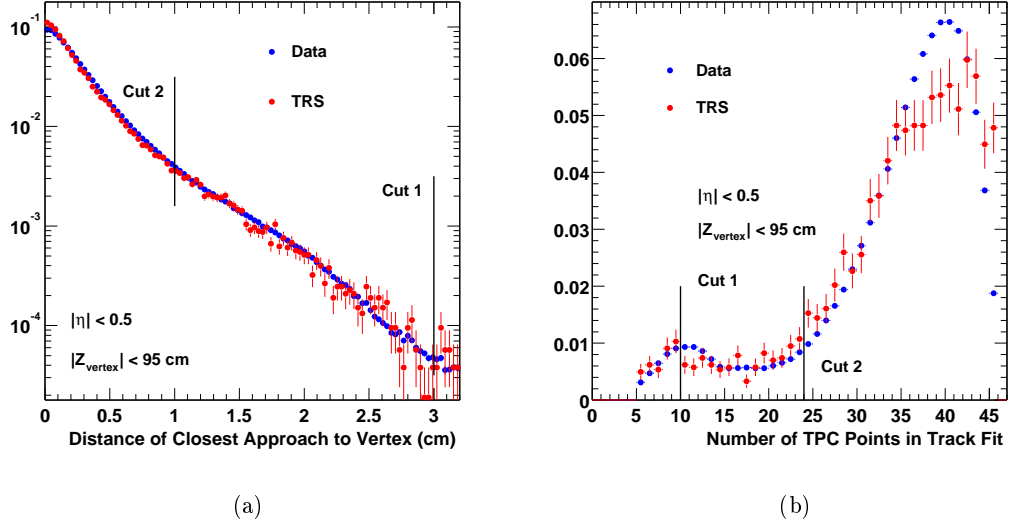 10^-1
10^-2
10^-3
10^-4
Data
TRS
Cut 2
Cut 1
|η| < 0.5
|Z_vertex| < 95 cm
0 0.5 1 1.5 2 2.5 3
Distance of Closest Approach to Vertex (cm)
(a)
0.06
0.05
0.04
0.03
0.02
0.01
0
Data
TRS
|η| < 0.5
|Z_vertex| < 95 cm
Cut 1
Cut 2
0 5 10 15 20 25 30 35 40 45
Number of TPC Points in Track Fit
(b)